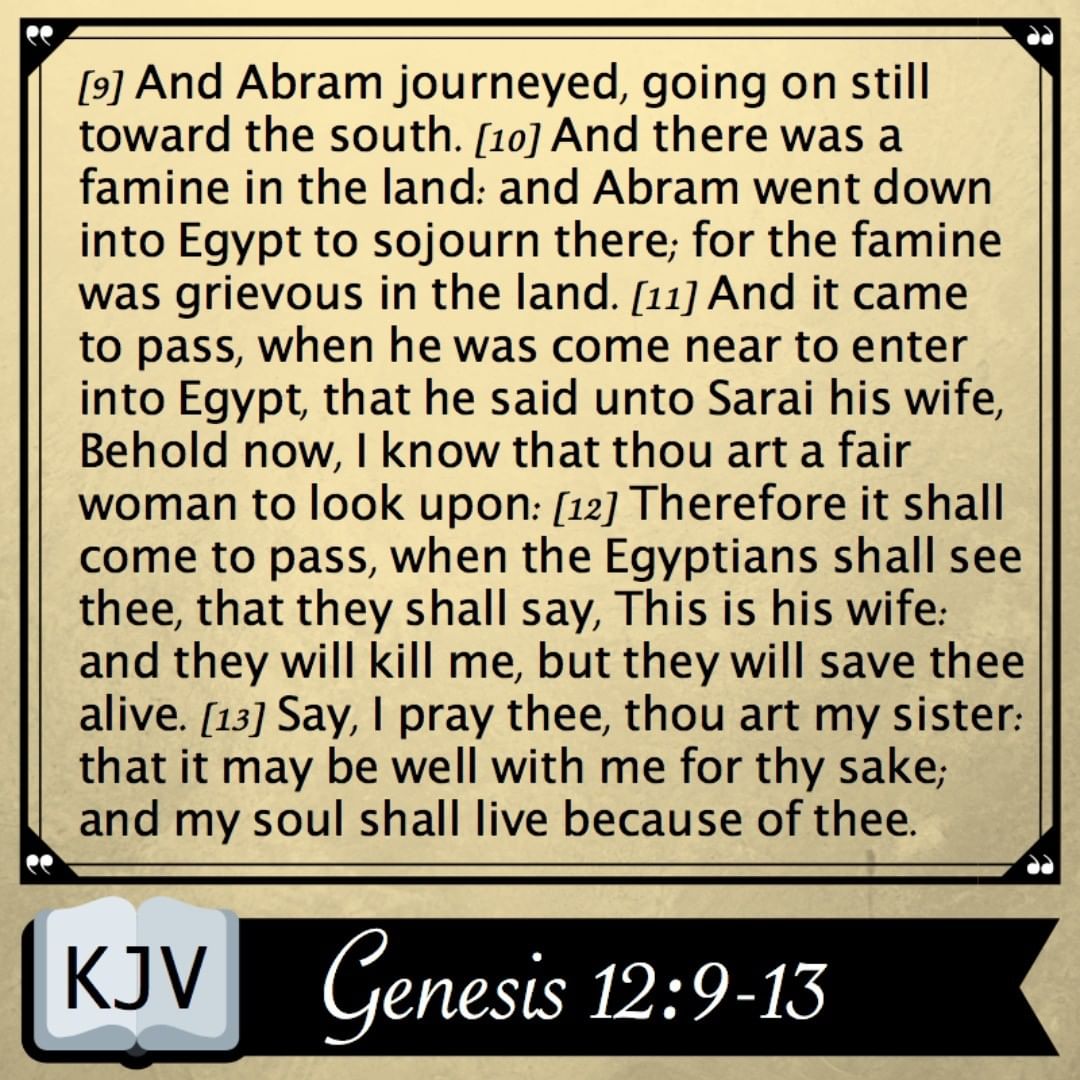 [9] And Abram journeyed, going on still
toward the south. [10] And there was a
famine in the land: and Abram went down
into Egypt to sojourn there; for the famine
was grievous in the land. [11] And it came
to pass, when he was come near to enter
into Egypt, that he said unto Sarai his wife,
Behold now, I know that thou art a fair
woman to look upon: [12] Therefore it shall
come to pass, when the Egyptians shall see
thee, that they shall say, This is his wife:
and they will kill me, but they will save thee
alive. [13] Say, I pray thee, thou art my sister:
that it may be well with me for thy sake;
and my soul shall live because of thee.
KJV
Genesis 12:9-13